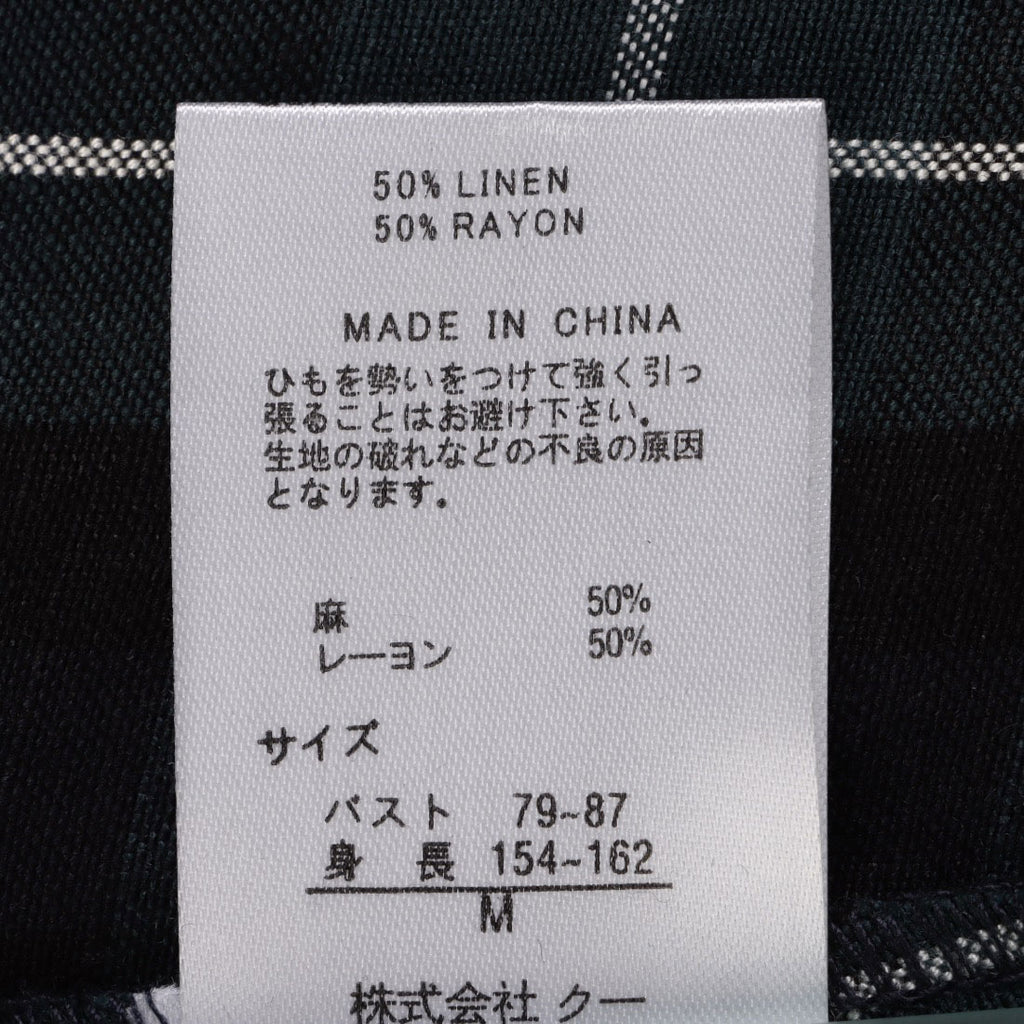 50% LINEN
50% RAYON
MADE IN CHINA
ひもを勢いをつけて強く引っ
張ることはお避け下さい。
生地の破れなどの不良の原因
となります。
麻 50%
レーヨン 50%
サイズ
バスト 79~87
身 長 154~162
M
株式会社 クー